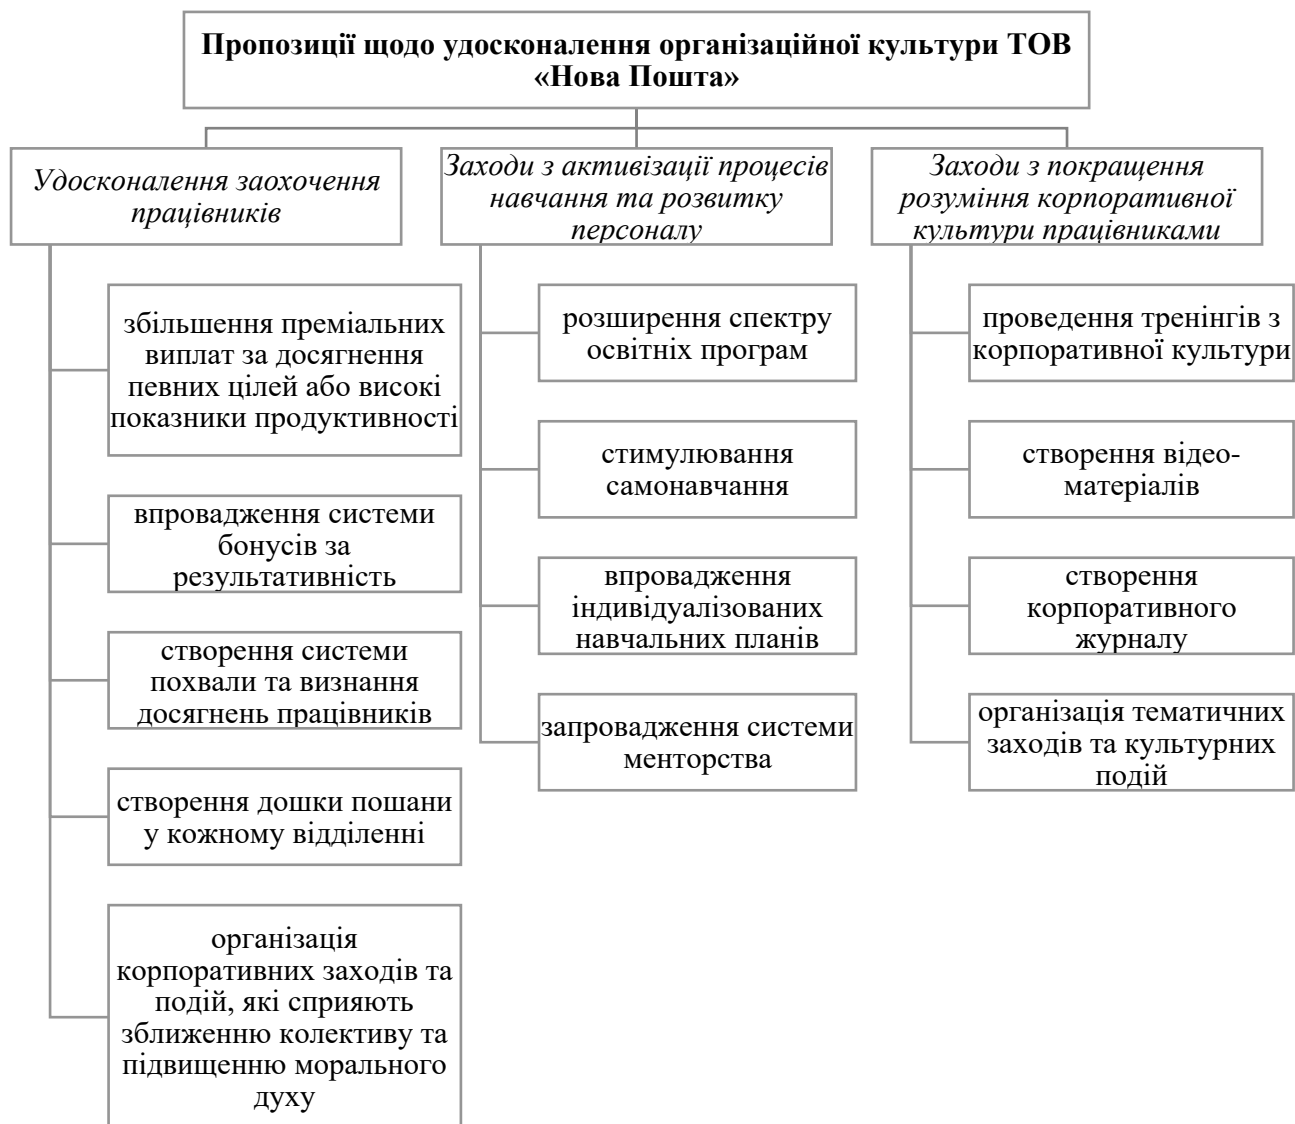 Пропозиції щодо удосконалення організаційної культури ТОВ
«Нова Пошта»
Удосконалення заохочення
працівників
збільшення преміальних
виплат за досягнення
певних цілей або високі
показники продуктивності
впровадження системи
бонусів за
результативність
створення системи
похвали та визнання
досягнень працівників
створення дошки пошани
у кожному відділенні
організація
корпоративних заходів та
подій, які сприяють
зближенню колективу та
підвищенню морального
духу
Заходи з активізації процесів
навчання та розвитку
персоналу
розширення спектру
освітніх програм
стимулювання
самонавчання
впровадження
індивідуалізованих
навчальних планів
запровадження системи
менторства
Заходи з покращення
розуміння корпоративної
культури працівниками
проведення тренінгів з
корпоративної культури
створення відео-
матеріалів
створення
корпоративного
журналу
організація тематичних
заходів та культурних
подій